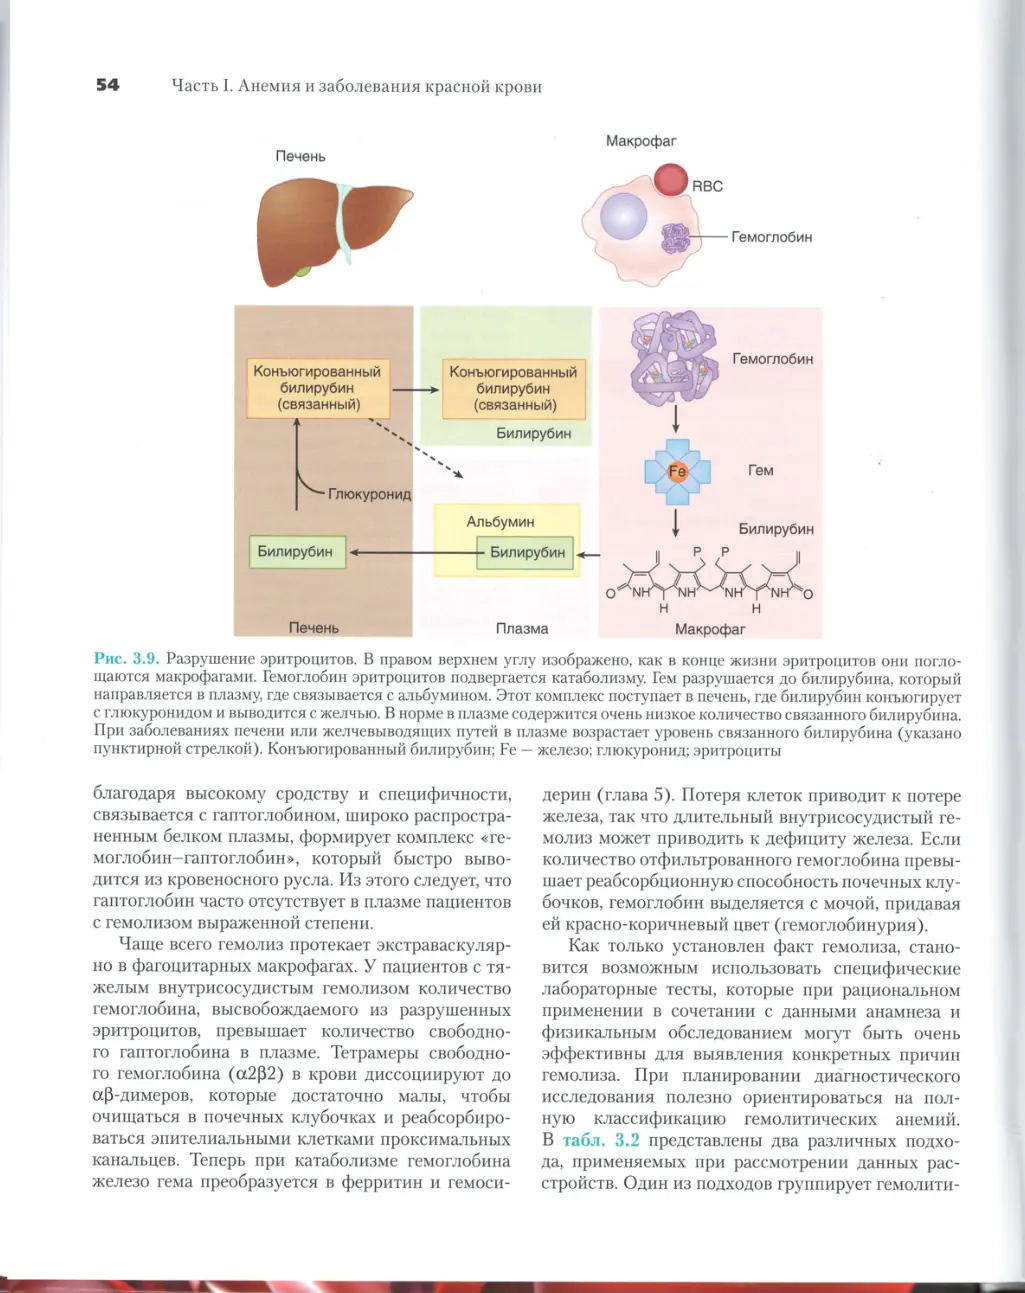 54 Часть I. Анемия и заболевания красной крови
Печень
Макрофаг
RBC
Гемоглобин
Конъюгированный
билирубин
(связанный)
Конъюгированный
билирубин
(связанный)
Билирубин
Глюкуронид
Альбумин
Билирубин
Билирубин
Печень
Плазма
Гемоглобин
Fe
Гем
Билирубин
P P
O NH NH NH NH O
H H
Макрофаг
Рис. 3.9. Разрушение эритроцитов. В правом верхнем углу изображено, как в конце жизни эритроцитов они погло-
щаются макрофагами. Гемоглобин эритроцитов подвергается катаболизму. Гем разрушается до билирубина, который
направляется в плазму, где связывается с альбумином. Этот комплекс поступает в печень, где билирубин конъюгирует
с глюкуронидом и выводится с желчью. В норме в плазме содержится очень низкое количество связанного билирубина.
При заболеваниях печени или желчевыводящих путей в плазме возрастает уровень связанного билирубина (указано
пунктирной стрелкой). Конъюгированный билирубин; Fe — железо; глюкуронид; эритроциты
благодаря высокому сродству и специфичности,
связывается с гаптоглобином, широко распростра-
ненным белком плазмы, формирует комплекс «ге-
моглобин–гаптоглобин», который быстро выво-
дится из кровеносного русла. Из этого следует, что
гаптоглобин часто отсутствует в плазме пациентов
с гемолизом выраженной степени.
Чаще всего гемолиз протекает экстраваскуляр-
но в фагоцитарных макрофагах. У пациентов с тя-
желым внутрисосудистым гемолизом количество
гемоглобина, высвобождаемого из разрушенных
эритроцитов, превышает количество свободно-
го гаптоглобина в плазме. Тетрамеры свободно-
го гемоглобина (α2β2) в крови диссоциируют до
αβ-димеров, которые достаточно малы, чтобы
очищаться в почечных клубочках и реабсорбиро-
ваться эпителиальными клетками проксимальных
канальцев. Теперь при катаболизме гемоглобина
железо гема преобразуется в ферритин и гемоси-
дерин (глава 5). Потеря клеток приводит к потере
железа, так что длительный внутрисосудистый ге-
молиз может приводить к дефициту железа. Если
количество отфильтрованного гемоглобина превы-
шает реабсорбционную способность почечных клу-
бочков, гемоглобин выделяется с мочой, придавая
ей красно-коричневый цвет (гемоглобинурия).
Как только установлен факт гемолиза, стано-
вится возможным использовать специфические
лабораторные тесты, которые при рациональном
применении в сочетании с данными анамнеза и
физикальным обследованием могут быть очень
эффективны для выявления конкретных причин
гемолиза. При планировании диагностического
исследования полезно ориентироваться на пол-
ную классификацию гемолитических анемий.
В табл. 3.2 представлены два различных подхо-
да, применяемых при рассмотрении данных рас-
стройств. Один из подходов группирует гемолити-